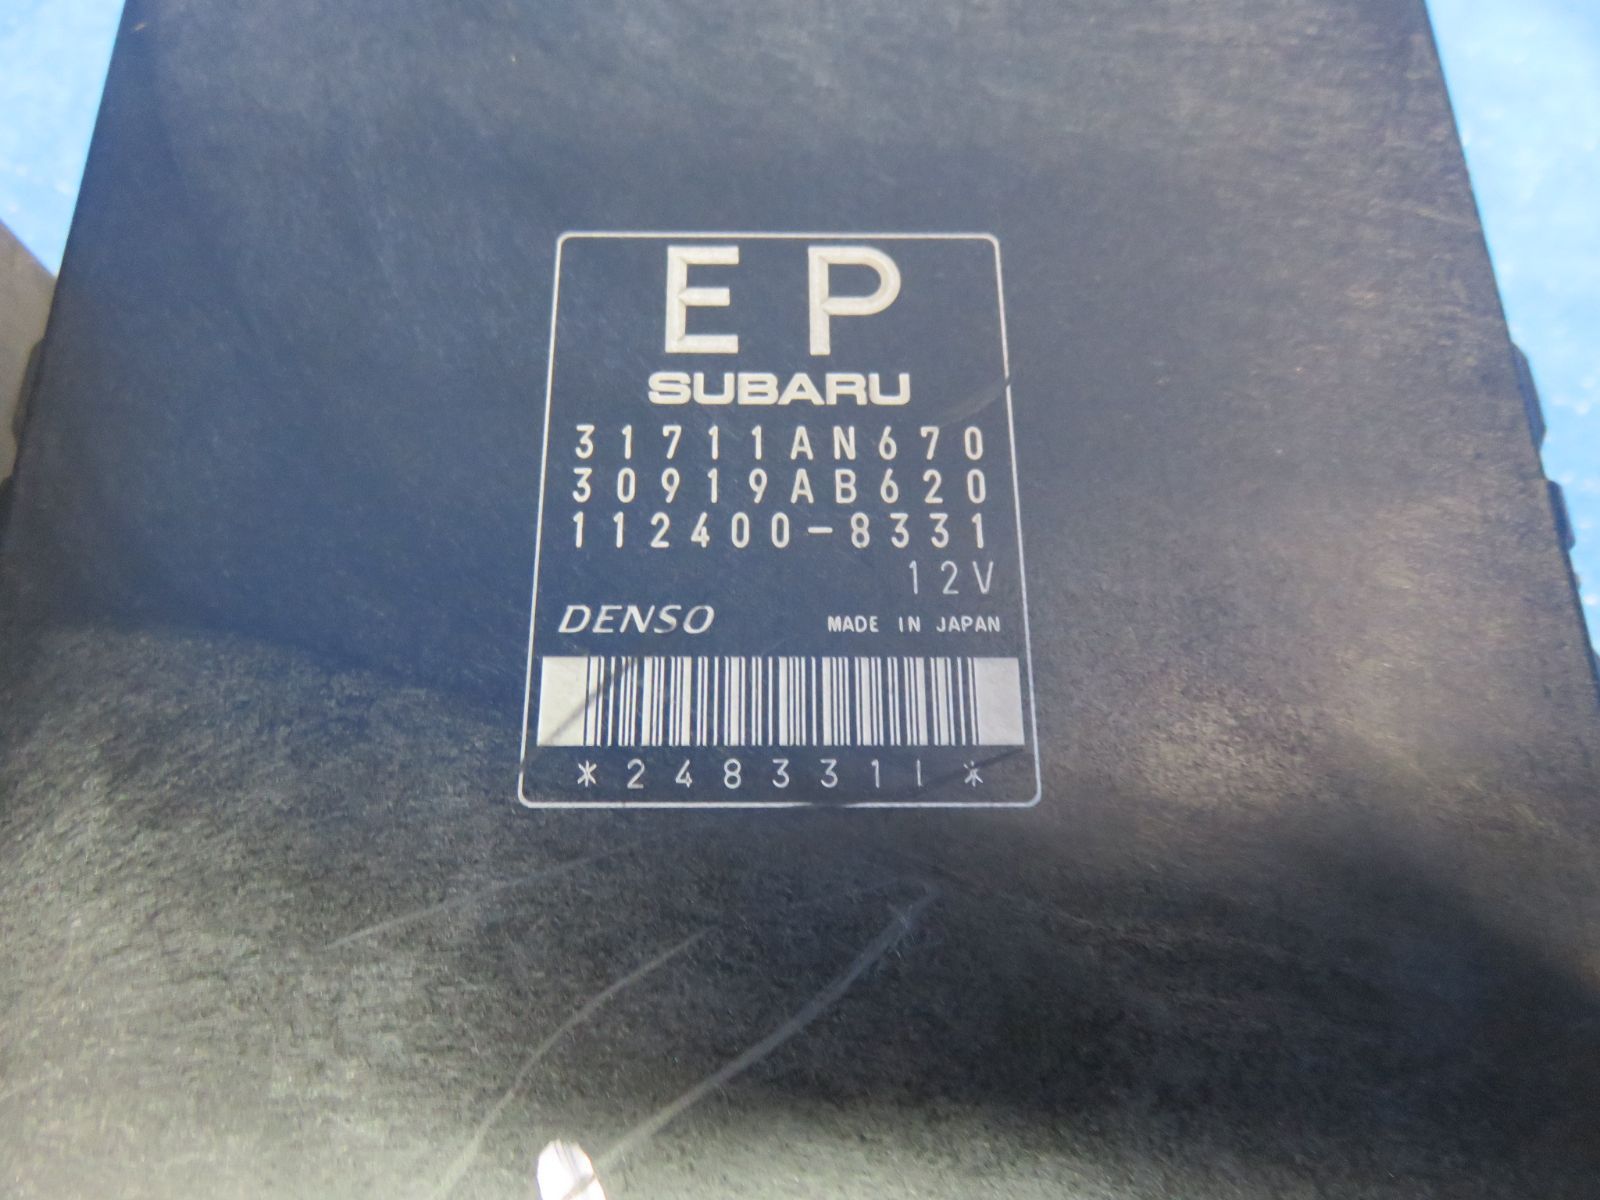 EP
SUBARU
31711AN670
30919AB620
112400-8331
12V
DENSO MADE IN JAPAN
*2483311*